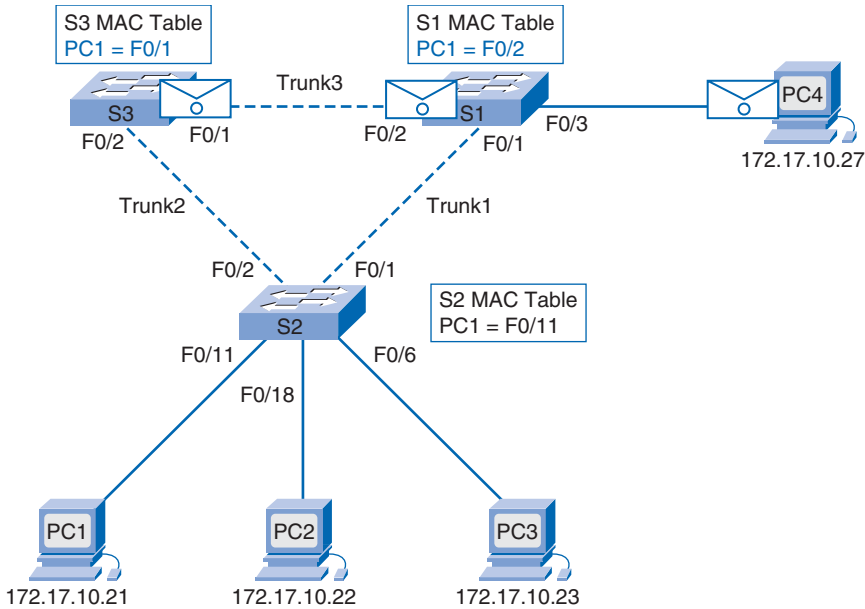 S3 MAC Table
PC1 = F0/1
S1 MAC Table
PC1 = F0/2
Trunk3
S3
S1
PC4
F0/1
F0/2
F0/3
F0/2
F0/1
172.17.10.27
Trunk2
Trunk1
F0/2
F0/1
S2 MAC Table
PC1 = F0/11
S2
F0/11
F0/6
F0/18
PC1
PC2
PC3
172.17.10.21
172.17.10.22
172.17.10.23